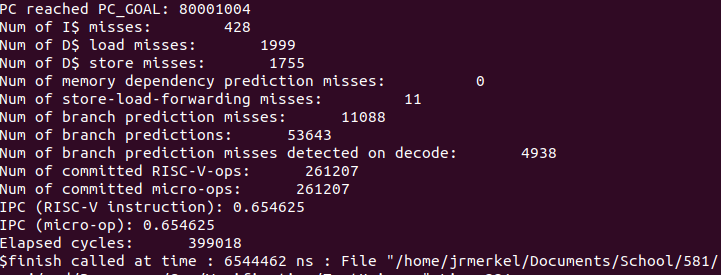 PC reached PC_GOAL: 80001004
Num of I$ misses: 428
Num of D$ load misses: 1999
Num of D$ store misses: 1755
Num of memory dependency prediction misses: 0
Num of store-load-forwarding misses: 11
Num of branch prediction misses: 11088
Num of branch predictions: 53643
Num of branch prediction misses detected on decode: 4938
Num of committed RISC-V-ops: 261207
Num of committed micro-ops: 261207
IPC (RISC-V instruction): 0.654625
IPC (micro-op): 0.654625
Elapsed cycles: 399018
$finish called at time : 6544462 ns : File "/home/jrmerkel/Documents/School/581/